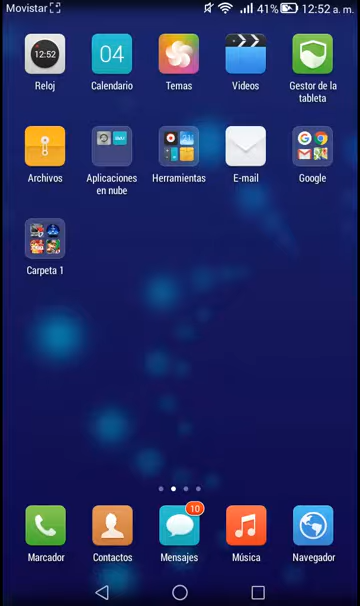 Movistar 41% 12:52 a. m.
12:52 04
Reloj Calendario Temas Videos Gestor de la tableta
Archivos Aplicaciones en nube Herramientas E-mail Google
Carpeta 1
10
Marcador Contactos Mensajes Música Navegador